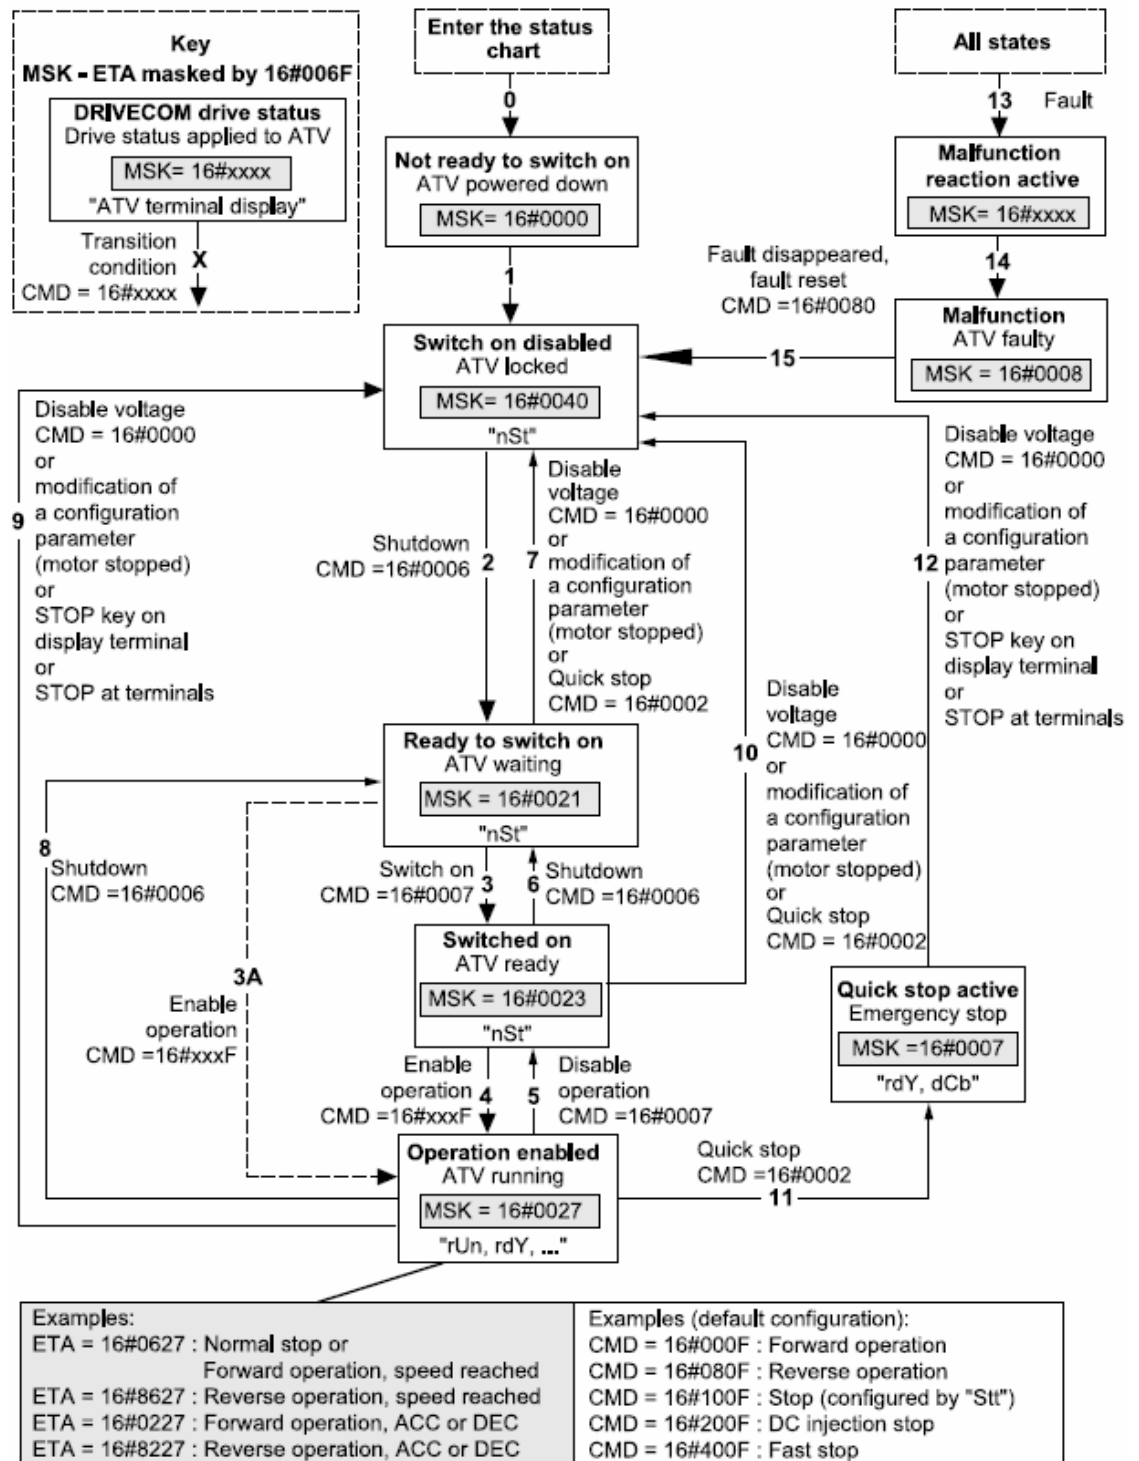 Key
MSK - ETA masked by 16#006F
DRIVECOM drive status
Drive status applied to ATV
MSK= 16#xxxx
"ATV terminal display"
Transition
condition
CMD = 16#xxxx
X
Enter the status
chart
0
Not ready to switch on
ATV powered down
MSK= 16#0000
1
All states
13
Fault
Malfunction
reaction active
MSK= 16#xxxx
14
Fault disappeared,
fault reset
CMD =16#0080
Malfunction
ATV faulty
MSK = 16#0008
15
Switch on disabled
ATV locked
MSK= 16#0040
"nSt"
Disable voltage
CMD = 16#0000
or
modification of
9 a configuration
parameter
(motor stopped)
or
STOP key on
display terminal
or
STOP at terminals
Shutdown
CMD =16#0006
2
Disable
voltage
CMD = 16#0000
or
7 modification of
a configuration
parameter
(motor stopped)
or
Quick stop
CMD = 16#0002
Disable voltage
CMD = 16#0000
or
modification of
a configuration
12 parameter
(motor stopped)
or
STOP key on
display terminal
or
STOP at terminals
Disable
voltage
10 CMD = 16#0000
or
modification of
a configuration
parameter
(motor stopped)
or
Quick stop
CMD = 16#0002
Ready to switch on
ATV waiting
MSK = 16#0021
"nSt"
8
Shutdown
CMD =16#0006
Switch on
CMD =16#0007
3
6
Shutdown
CMD =16#0006
Switched on
ATV ready
MSK = 16#0023
"nSt"
3A
Enable
operation
CMD =16#xxxF
Enable
operation
CMD =16#xxxF
4
5
Disable
operation
CMD =16#0007
Quick stop active
Emergency stop
MSK =16#0007
"rdY, dCb"
Operation enabled
ATV running
MSK = 16#0027
"rUn, rdY, ..."
Quick stop
CMD =16#0002
11
Examples:
ETA = 16#0627 : Normal stop or
Forward operation, speed reached
ETA = 16#8627 : Reverse operation, speed reached
ETA = 16#0227 : Forward operation, ACC or DEC
ETA = 16#8227 : Reverse operation, ACC or DEC
Examples (default configuration):
CMD = 16#000F : Forward operation
CMD = 16#080F : Reverse operation
CMD = 16#100F : Stop (configured by "Stt")
CMD = 16#200F : DC injection stop
CMD = 16#400F : Fast stop